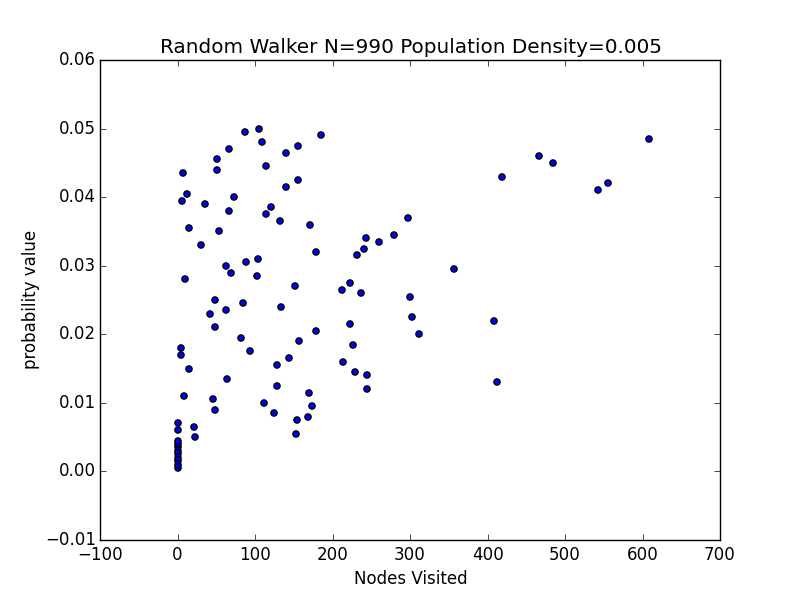 Random Walker N=990 Population Density=0.005
0.06
0.05
0.04
0.03
0.02
0.01
0.00
−0.01
probability value
−100 0 100 200 300 400 500 600 700
Nodes Visited